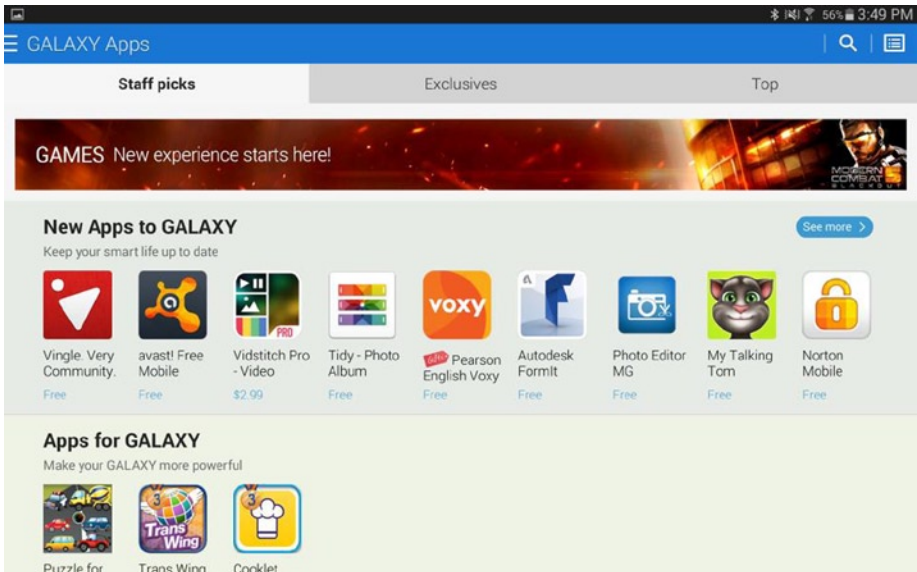 56% 3:49 PM
GALAXY Apps
Staff picks
Exclusives
Top
GAMES New experience starts here!
MODERN
COMBAT 5
BLACKOUT
New Apps to GALAXY
See more >
Keep your smart life up to date
PRO
voxy
Vingle. Very
Community.
Free
avast! Free
Mobile
Free
Vidstitch Pro
- Video
$2.99
Tidy - Photo
Album
Free
Pearson
English Voxy
Free
Autodesk
FormIt
Free
Photo Editor
MG
Free
My Talking
Tom
Free
Norton
Mobile
Free
Apps for GALAXY
Make your GALAXY more powerful
3
Trans
Wing
3
Puzzle for
Trans Wing
Cooklet